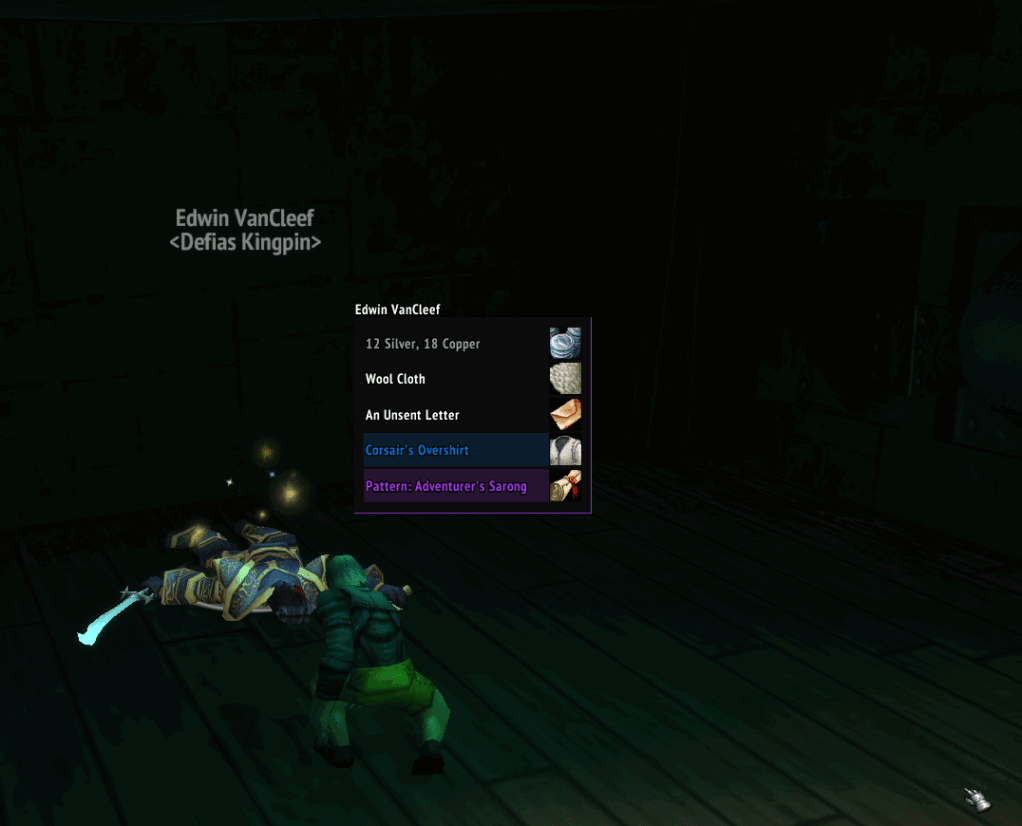 Edwin VanCleef
<Defias Kingpin>
Edwin VanCleef
12 Silver, 18 Copper
Wool Cloth
An Unsent Letter
Corsair's Overshirt
Pattern: Adventurer's Sarong